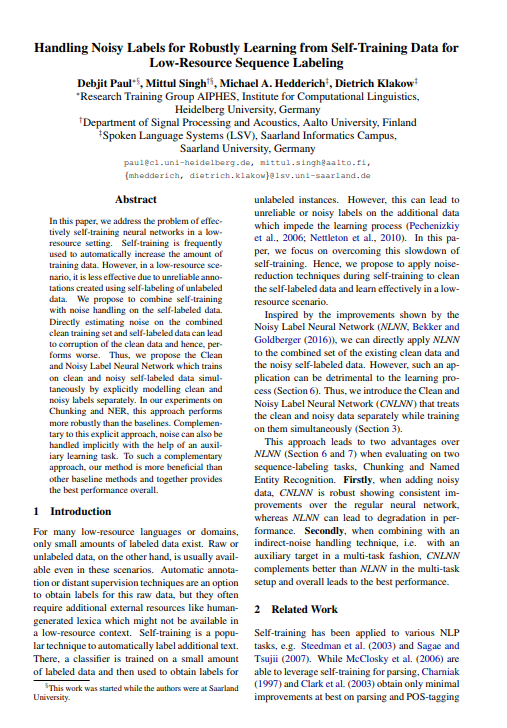 Handling Noisy Labels for Robustly Learning from Self-Training Data for
Low-Resource Sequence Labeling
Debjit Paul*§, Mittul Singh†§, Michael A. Hedderich‡, Dietrich Klakow‡
*Research Training Group AIPHES, Institute for Computational Linguistics,
Heidelberg University, Germany
†Department of Signal Processing and Acoustics, Aalto University, Finland
‡Spoken Language Systems (LSV), Saarland Informatics Campus,
Saarland University, Germany
paul@cl.uni-heidelberg.de, mittul.singh@aalto.fi,
{mhedderich, dietrich.klakow}@lsv.uni-saarland.de
Abstract
In this paper, we address the problem of effec-
tively self-training neural networks in a low-
resource setting. Self-training is frequently
used to automatically increase the amount of
training data. However, in a low-resource sce-
nario, it is less effective due to unreliable anno-
tations created using self-labeling of unlabeled
data. We propose to combine self-training
with noise handling on the self-labeled data.
Directly estimating noise on the combined
clean training set and self-labeled data can lead
to corruption of the clean data and hence, per-
forms worse. Thus, we propose the Clean
and Noisy Label Neural Network which trains
on clean and noisy self-labeled data simul-
taneously by explicitly modelling clean and
noisy labels separately. In our experiments on
Chunking and NER, this approach performs
more robustly than the baselines. Complemen-
tary to this explicit approach, noise can also be
handled implicitly with the help of an auxil-
iary learning task. To such a complementary
approach, our method is more beneficial than
other baseline methods and together provides
the best performance overall.
1 Introduction
For many low-resource languages or domains,
only small amounts of labeled data exist. Raw or
unlabeled data, on the other hand, is usually avail-
able even in these scenarios. Automatic annota-
tion or distant supervision techniques are an option
to obtain labels for this raw data, but they often
require additional external resources like human-
generated lexica which might not be available in
a low-resource context. Self-training is a popu-
lar technique to automatically label additional text.
There, a classifier is trained on a small amount
of labeled data and then used to obtain labels for
§This work was started while the authors were at Saarland
University.
unlabeled instances. However, this can lead to
unreliable or noisy labels on the additional data
which impede the learning process (Pechenizkiy
et al., 2006; Nettleton et al., 2010). In this pa-
per, we focus on overcoming this slowdown of
self-training. Hence, we propose to apply noise-
reduction techniques during self-training to clean
the self-labeled data and learn effectively in a low-
resource scenario.
Inspired by the improvements shown by the
Noisy Label Neural Network (NLNN, Bekker and
Goldberger (2016)), we can directly apply NLNN
to the combined set of the existing clean data and
the noisy self-labeled data. However, such an ap-
plication can be detrimental to the learning pro-
cess (Section 6). Thus, we introduce the Clean and
Noisy Label Neural Network (CNLNN) that treats
the clean and noisy data separately while training
on them simultaneously (Section 3).
This approach leads to two advantages over
NLNN (Section 6 and 7) when evaluating on two
sequence-labeling tasks, Chunking and Named
Entity Recognition. Firstly, when adding noisy
data, CNLNN is robust showing consistent im-
provements over the regular neural network,
whereas NLNN can lead to degradation in per-
formance. Secondly, when combining with an
indirect-noise handling technique, i.e. with an
auxiliary target in a multi-task fashion, CNLNN
complements better than NLNN in the multi-task
setup and overall leads to the best performance.
2 Related Work
Self-training has been applied to various NLP
tasks, e.g. Steedman et al. (2003) and Sagae and
Tsujii (2007). While McClosky et al. (2006) are
able to leverage self-training for parsing, Charniak
(1997) and Clark et al. (2003) obtain only minimal
improvements at best on parsing and POS-tagging